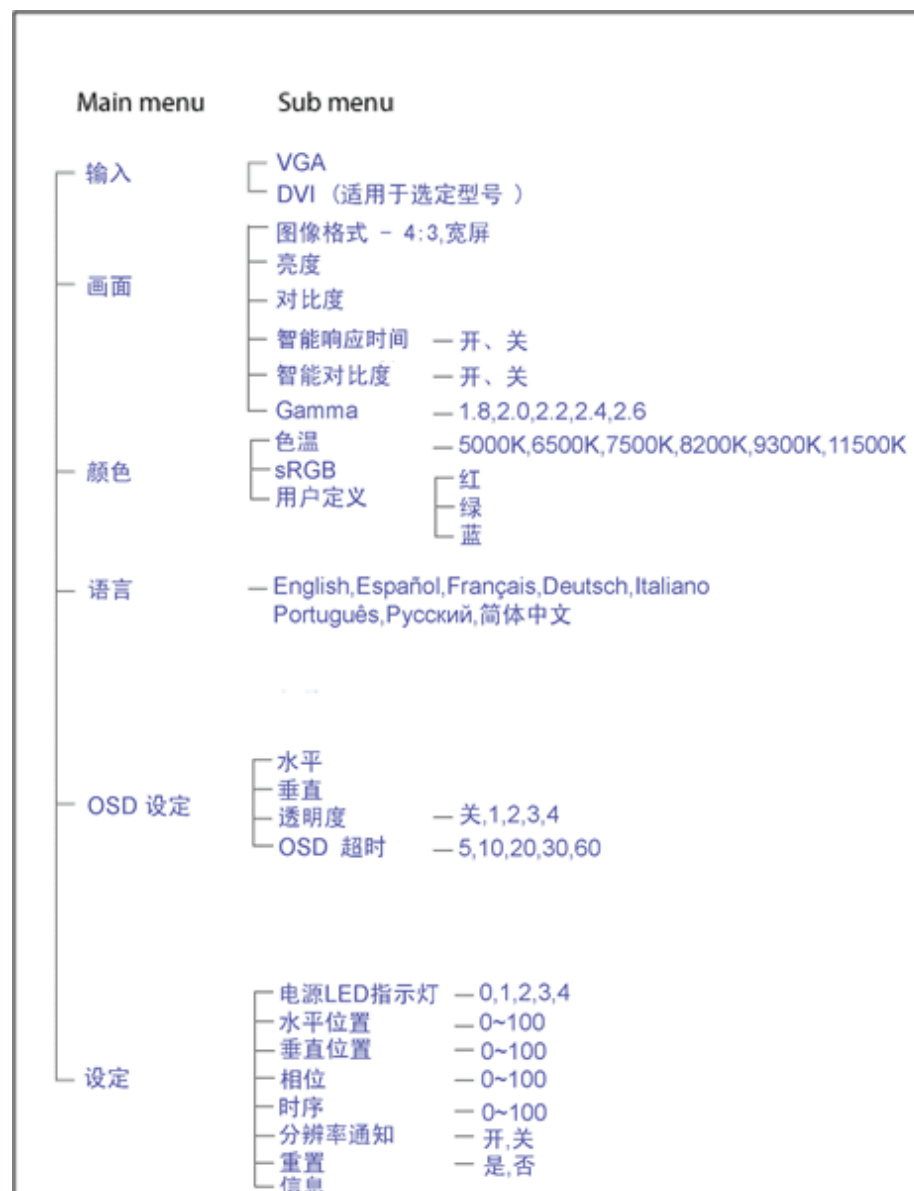 Main menu Sub menu
输入 VGA
DVI (适用于选定型号 )
图像格式 - 4:3,宽屏
亮度
画面
对比度
智能响应时间 — 开、关
智能对比度 — 开、关
Gamma — 1.8,2.0,2.2,2.4,2.6
色温 — 5000K,6500K,7500K,8200K,9300K,11500K
颜色 sRGB 红
用户定义 绿
蓝
语言 — English,Español,Français,Deutsch,Italiano
Português,Русский,简体中文
水平
垂直
OSD 设定 透明度 — 关,1,2,3,4
OSD 超时 — 5,10,20,30,60
电源LED指示灯 — 0,1,2,3,4
水平位置 — 0~100
垂直位置 — 0~100
设定 相位 — 0~100
时序 — 0~100
分辨率通知 — 开,关
重置 — 是,否
信息